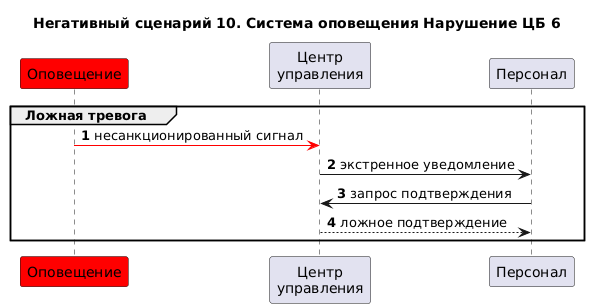 Негативный сценарий 10. Система оповещения Нарушение ЦБ 6
Оповещение
Центр
управления
Персонал
Ложная тревога
1 несанкционированный сигнал
2 экстренное уведомление
3 запрос подтверждения
4 ложное подтверждение
Оповещение
Центр
управления
Персонал